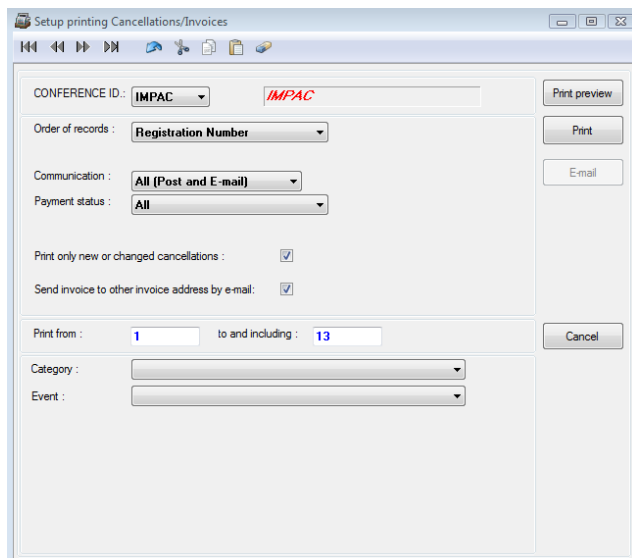 Setup printing Cancellations/Invoices
CONFERENCE ID.: IMPAC IMPAC Print preview
Order of records : Registration Number Print
Communication : All (Post and E-mail) E-mail
Payment status : All
Print only new or changed cancellations :
Send invoice to other invoice address by e-mail:
Print from : 1 to and including : 13 Cancel
Category :
Event :